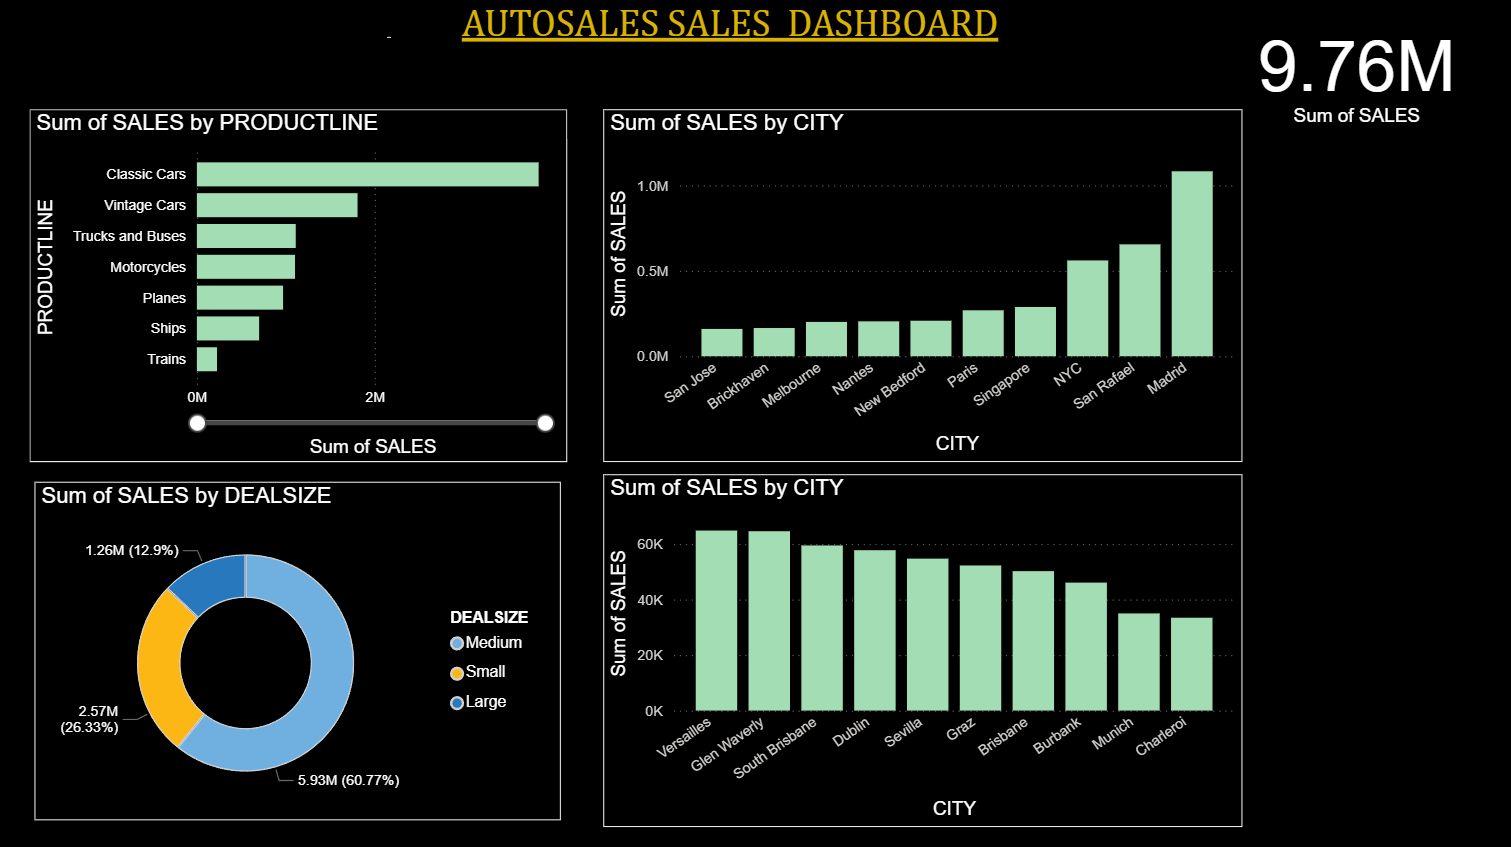 AUTOSALES SALES  DASHBOARD
9.76M
Sum of SALES
Sum of SALES by PRODUCTLINE
PRODUCTLINE
Classic Cars
Vintage Cars
Trucks and Buses
Motorcycles
Planes
Ships
Trains
0M
2M
Sum of SALES
Sum of SALES by CITY
Sum of SALES
1.0M
0.5M
0.0M
San Jose
Brickhaven
Melbourne
Nantes
New Bedford
Paris
Singapore
NYC
San Rafael
Madrid
CITY
Sum of SALES by DEALSIZE
1.26M (12.9%)
2.57M
(26.33%)
5.93M (60.77%)
DEALSIZE
Medium
Small
Large
Sum of SALES by CITY
Sum of SALES
60K
40K
20K
0K
Versailles
Glen Waverly
South Brisbane
Dublin
Sevilla
Graz
Brisbane
Burbank
Munich
Charleroi
CITY